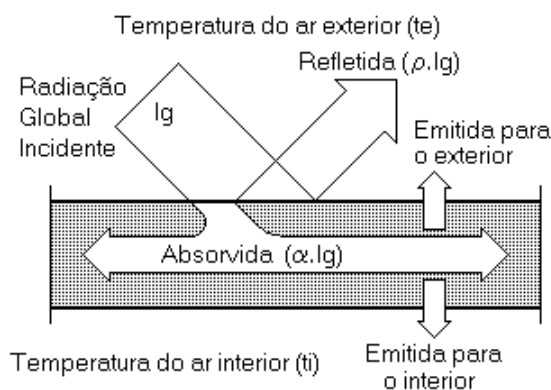 Temperatura do ar exterior (te)
Refletida (ρ.Ig)
Radiação
Global
Incidente
Ig
Emitida para
o exterior
Absorvida (α.Ig)
Temperatura do ar interior (ti)
Emitida para
o interior